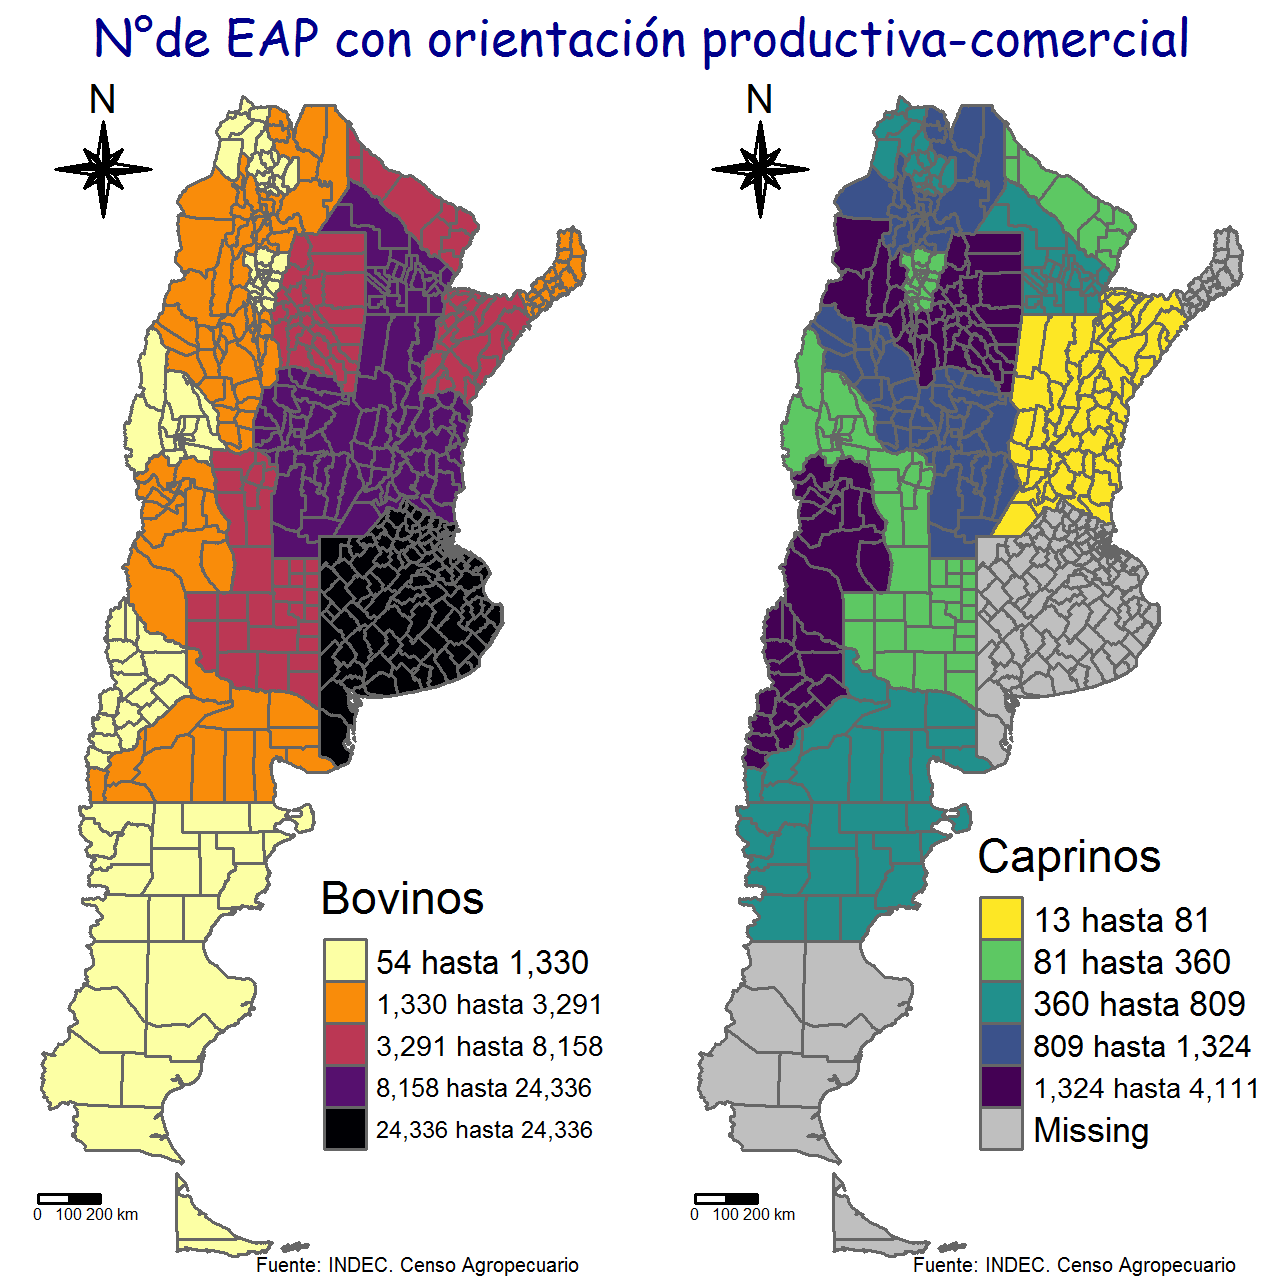 N°de EAP con orientación productiva-comercial
N
N
Bovinos
54 hasta 1,330
1,330 hasta 3,291
3,291 hasta 8,158
8,158 hasta 24,336
24,336 hasta 24,336
Caprinos
13 hasta 81
81 hasta 360
360 hasta 809
809 hasta 1,324
1,324 hasta 4,111
Missing
0 100 200 km
0 100 200 km
Fuente: INDEC. Censo Agropecuario
Fuente: INDEC. Censo Agropecuario